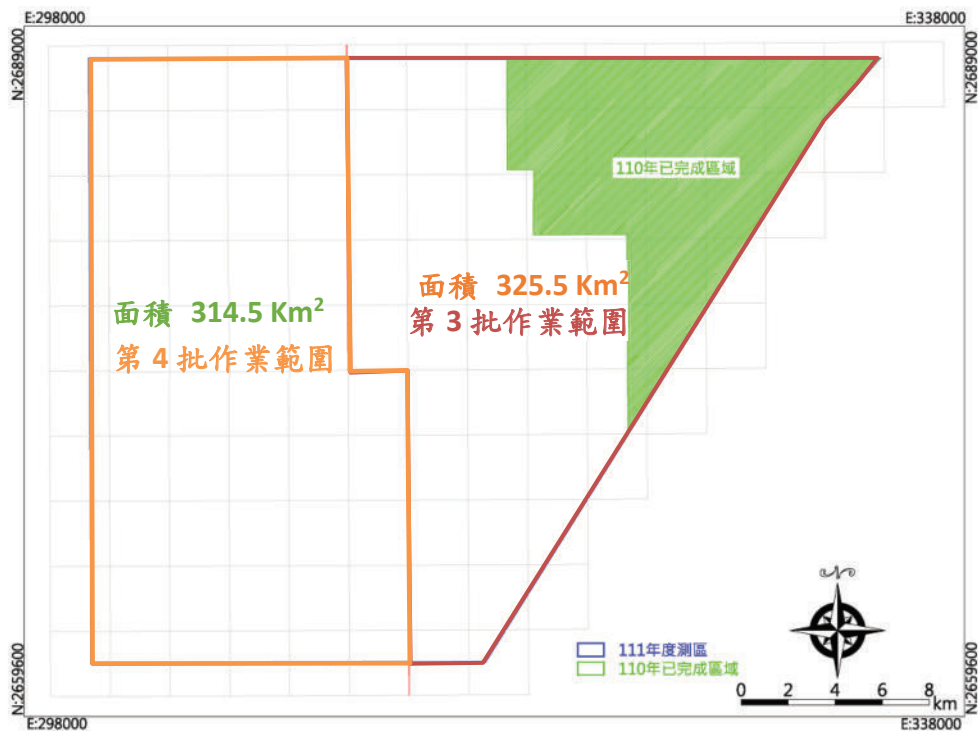 E:298000
E:338000
N:2689000
N:2689000
110年已完成區域
面積 325.5 Km²
第 3 批作業範圍
面積 314.5 Km²
第 4 批作業範圍
N
111年度測區
110年已完成區域
0 2 4 6 8 km
N:2659600
N:2659600
E:298000
E:338000